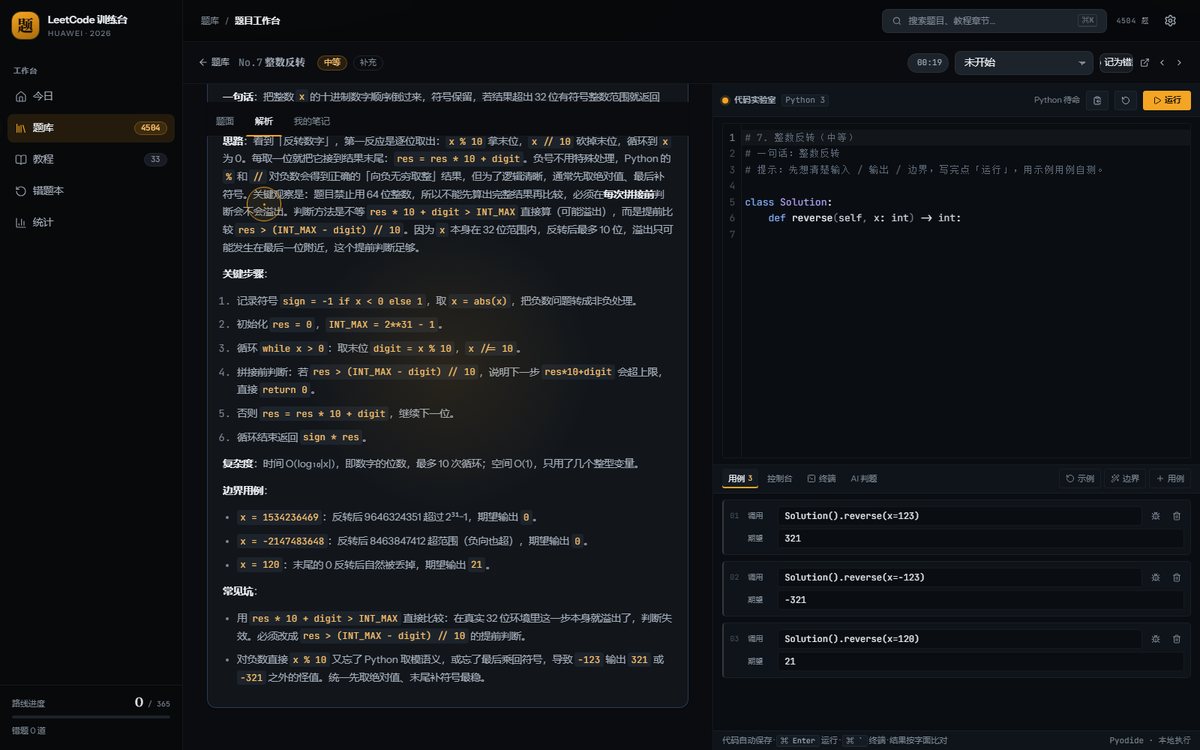 题
LeetCode 训练台
HUAWEI · 2026
工作台
今日
题库 4504
教程 33
错题本
统计
路线进度 0 / 365
错题 0 道
题库 / 题目工作台
搜索题目、教程章节… ⌘K
4504 题
← 题库 No.7 整数反转 中等 补充
00:19
未开始
记为错
一句话：把整数 x 的十进制数字顺序倒过来，符号保留，若结果超出 32 位有符号整数范围就返回
题面 解析 我的笔记
思路：看到「反转数字」，第一反应是逐位取出：x % 10 拿末位，x // 10 砍掉末位，循环到 x
为 0。每取一位就把它接到结果末尾：res = res * 10 + digit。负号不用特殊处理，Python 的
% 和 // 对负数会得到正确的「向负无穷取整」结果，但为了逻辑清晰，通常先取绝对值、最后补
符号。关键观察是：题目禁止用 64 位整数，所以不能先算出完整结果再比较，必须在每次拼接前判
断会不会溢出。判断方法是不等 res * 10 + digit > INT_MAX 直接算（可能溢出），而是提前比
较 res > (INT_MAX - digit) // 10。因为 x 本身在 32 位范围内，反转后最多 10 位，溢出只可
能发生在最后一位附近，这个提前判断足够。
关键步骤：
1. 记录符号 sign = -1 if x < 0 else 1，取 x = abs(x)，把负数问题转成非负处理。
2. 初始化 res = 0，INT_MAX = 2**31 - 1。
3. 循环 while x > 0：取末位 digit = x % 10，x //= 10。
4. 拼接前判断：若 res > (INT_MAX - digit) // 10，说明下一步 res*10+digit 会超上限，
直接 return 0。
5. 否则 res = res * 10 + digit，继续下一位。
6. 循环结束返回 sign * res。
复杂度：时间 O(log₁₀|x|)，即数字的位数，最多 10 次循环；空间 O(1)，只用了几个整型变量。
边界用例：
• x = 1534236469：反转后 9646324351 超过 2³¹−1，期望输出 0。
• x = -2147483648：反转后 8463847412 超范围（负向也超），期望输出 0。
• x = 120：末尾的 0 反转后自然被丢掉，期望输出 21。
常见坑：
• 用 res * 10 + digit > INT_MAX 直接比较：在真实 32 位环境里这一步本身就溢出了，判断失
效。必须改成 res > (INT_MAX - digit) // 10 的提前判断。
• 对负数直接 x % 10 又忘了 Python 取模语义，或忘了最后乘回符号，导致 -123 输出 321 或
-321 之外的怪值。统一先取绝对值、末尾补符号最稳。
代码实验室 Python 3
Python 待命
运行
1 # 7. 整数反转（中等）
2 # 一句话：整数反转
3 # 提示：先想清楚输入 / 输出 / 边界，写完点「运行」，用示例用例自测。
4
5 class Solution:
6 def reverse(self, x: int) -> int:
7
用例 3 控制台 终端 AI 判题
示例 边界 + 用例
01 调用 Solution().reverse(x=123)
期望 321
02 调用 Solution().reverse(x=-123)
期望 -321
03 调用 Solution().reverse(x=120)
期望 21
代码自动保存· ⌘ Enter 运行· ⌘ ` 终端·结果按字面比对
Pyodide · 本地执行